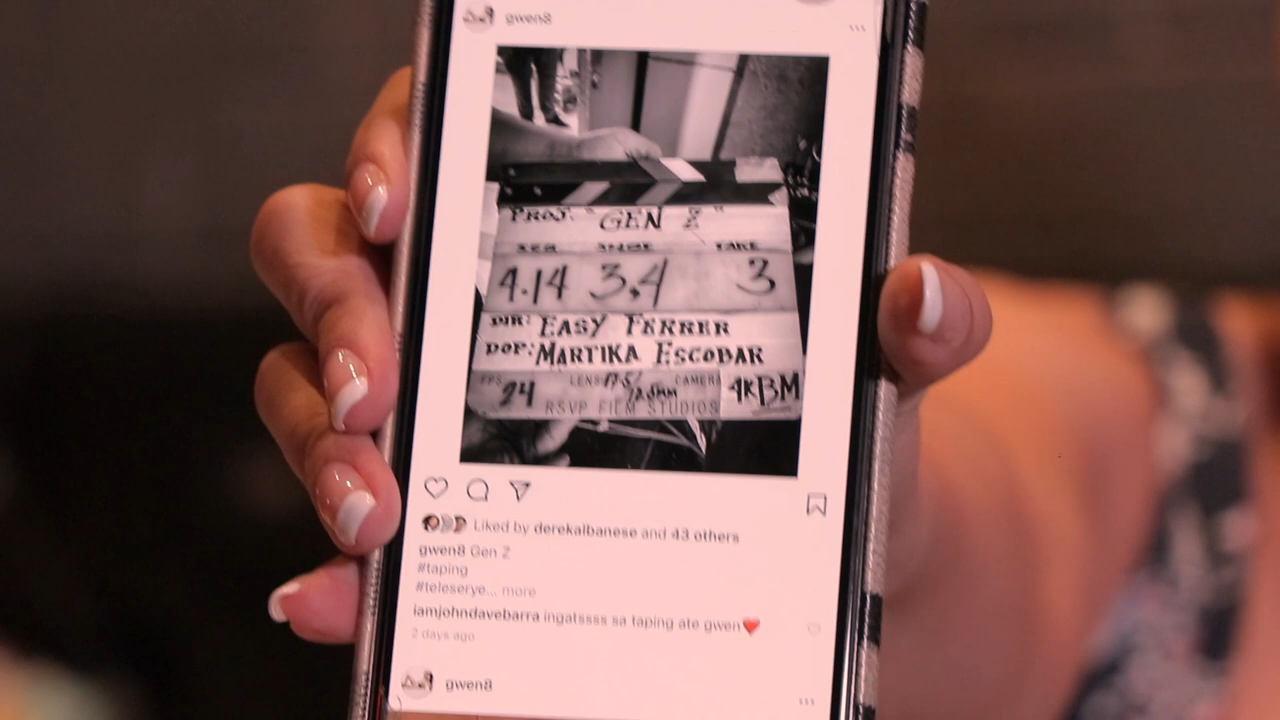 gwen8
PROJ: "GEN Z"
TAKE
4.14 3.4 3
DIR: EASY FERRER
DOP: MARTIKA ESCOBAR
FPS LENS CAMERA
24 4KBM
RSVP FILM STUDIOS
Liked by derekalbanese and 43 others
gwen8 Gen Z
#taping
#teleserye... more
iamjohndavebarra ingatssss sa taping ate gwen❤️
2 days ago
gwen8